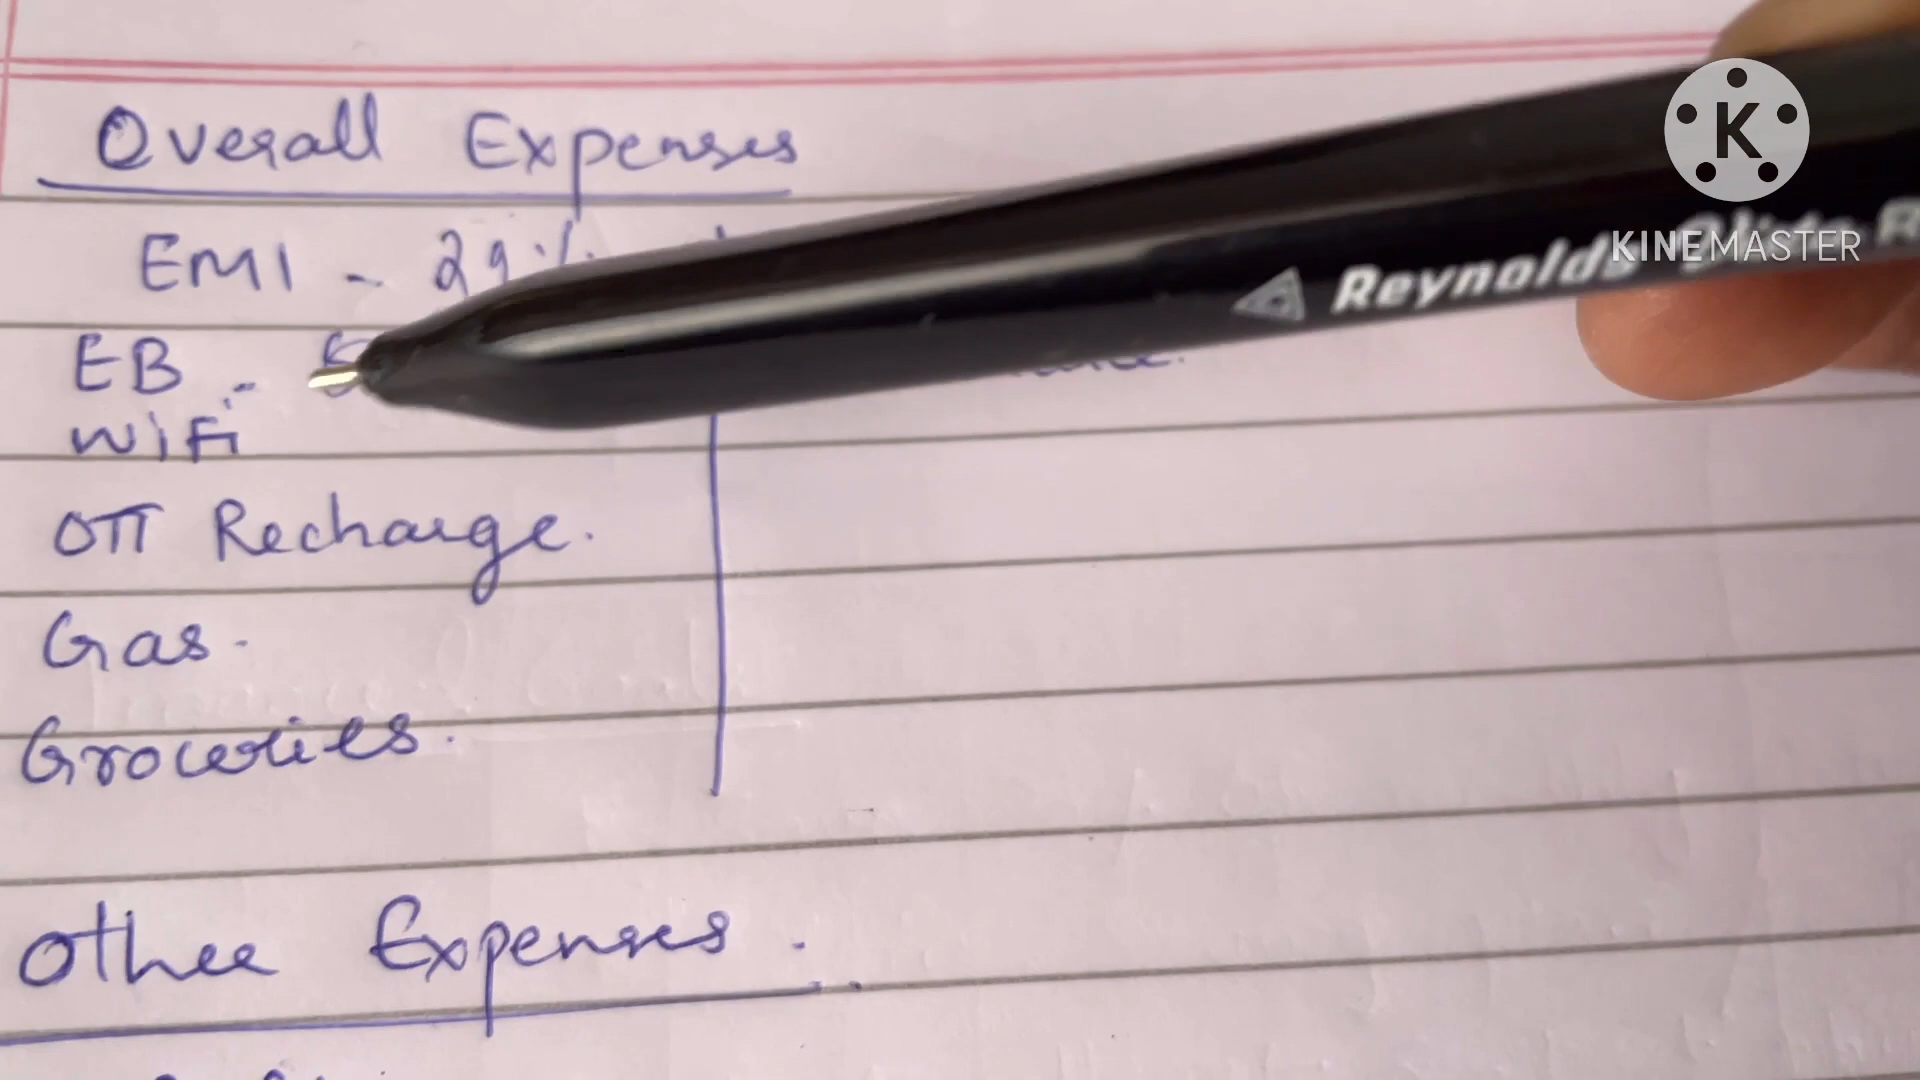 Overall Expenses
EMI - 29%
EB -
WiFi
OTT Recharge.
Gas.
Groceries.
Other Expenses.
Reynolds
KINEMASTER